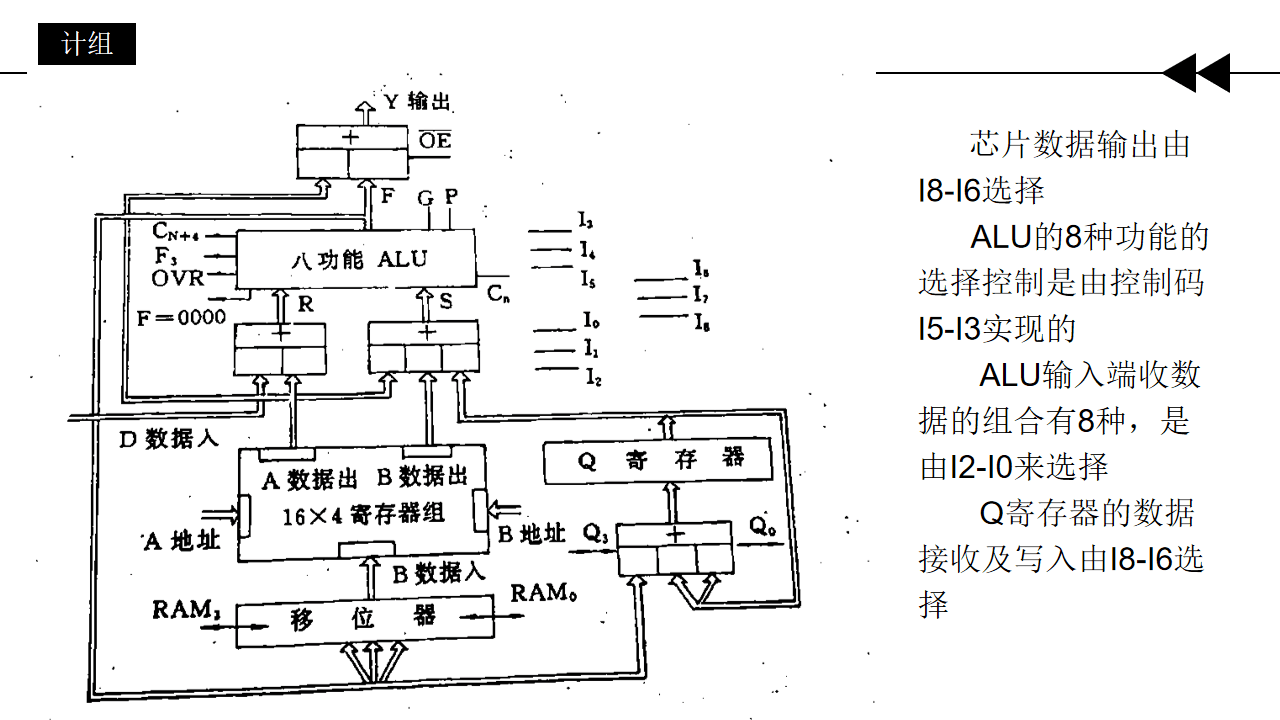 计组
Y 输出
+
OE
F
G P
C_N+4
F₃
OVR
F=0000
八功能 ALU
C_n
R
S
+
+
I₃
I₄
I₅
I₆
I₇
I₈
I₀
I₁
I₂
D 数据入
A 数据出 B 数据出
16×4 寄存器组
A 地址
B 地址
B 数据入
Q 寄 存 器
Q₃
+
Q₀
RAM₃
移 位 器
RAM₀
芯片数据输出由
I8-I6选择
ALU的8种功能的
选择控制是由控制码
I5-I3实现的
ALU输入端收数
据的组合有8种，是
由I2-I0来选择
Q寄存器的数据
接收及写入由I8-I6选
择